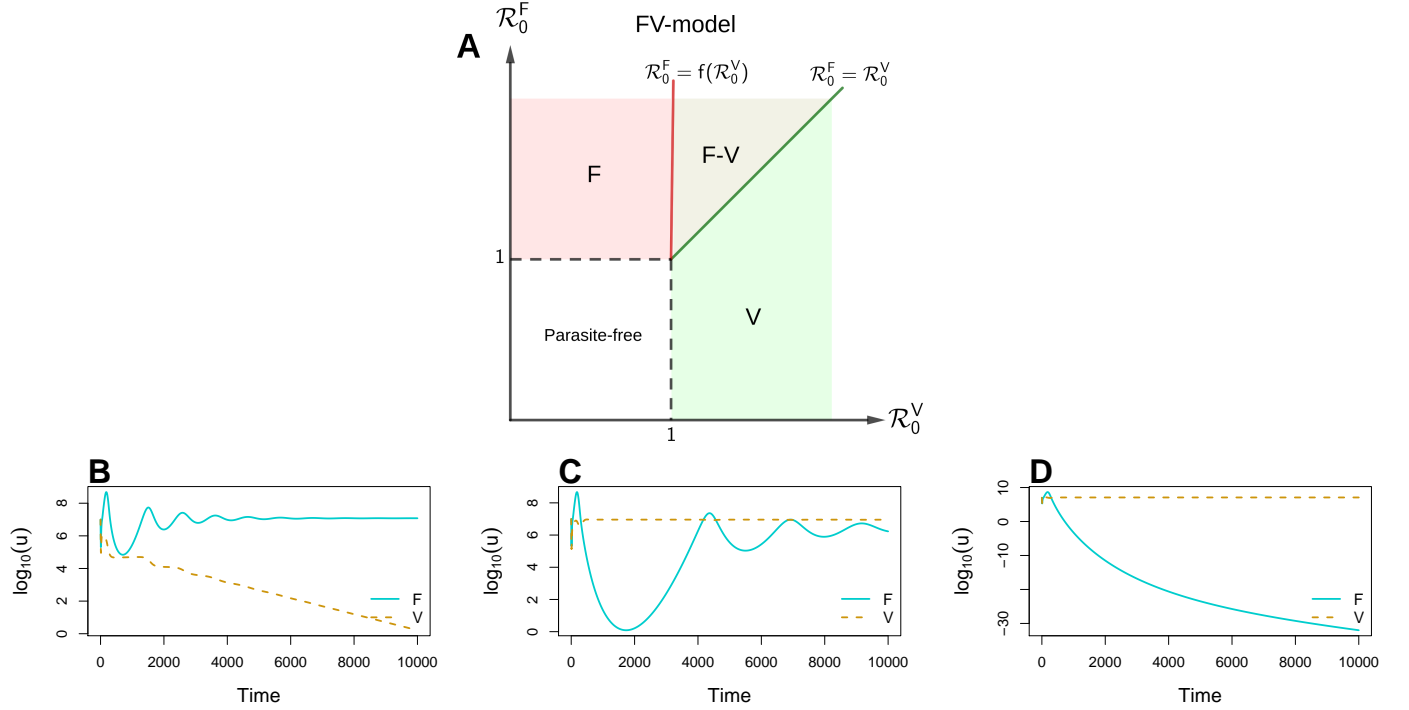 FV-model
A
ℛ₀ᶠ
ℛ₀ᶠ = f(ℛ₀ⱽ)
ℛ₀ᶠ = ℛ₀ⱽ
F
F-V
V
Parasite-free
1
1
ℛ₀ⱽ
B
log₁₀(u)
8
6
4
2
0
F
V
0 2000 4000 6000 8000 10000
Time
C
log₁₀(u)
8
6
4
2
0
F
V
0 2000 4000 6000 8000 10000
Time
D
log₁₀(u)
10
0
−10
−30
F
V
0 2000 4000 6000 8000 10000
Time